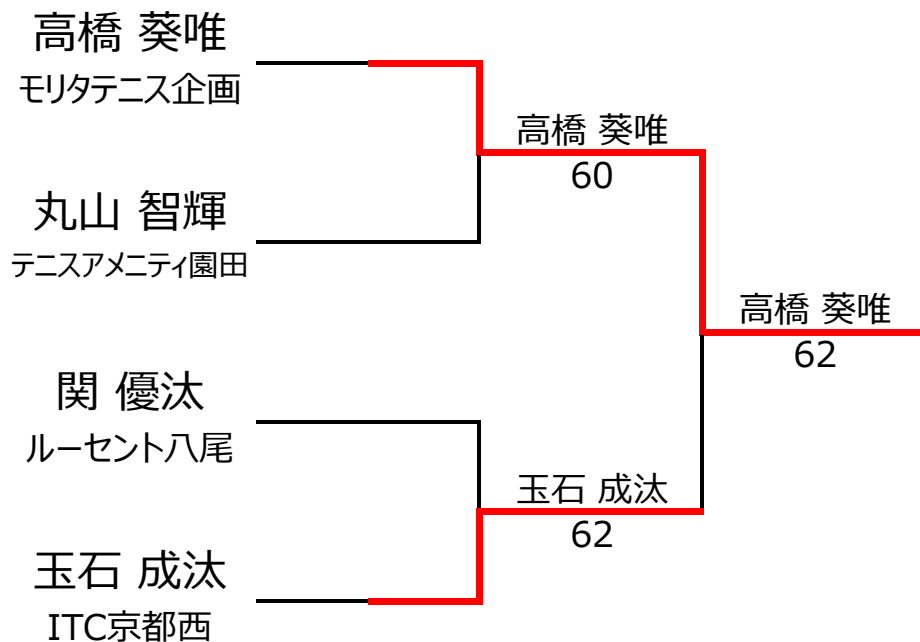 高橋 葵唯
モリタテニス企画
丸山 智輝
テニスアメニティ園田
関 優汰
ルーセント八尾
玉石 成汰
ITC京都西
高橋 葵唯
60
玉石 成汰
62
高橋 葵唯
62